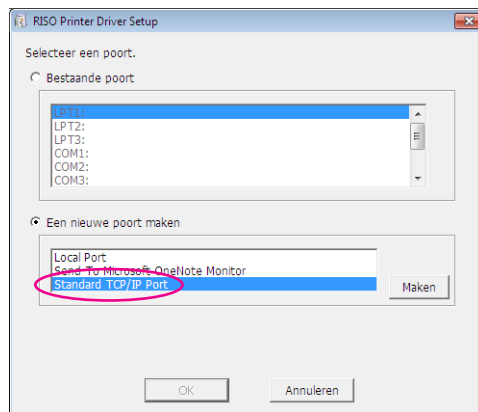 RISO Printer Driver Setup
Selecteer een poort.
Bestaande poort
LPT1:
LPT2:
LPT3:
COM1:
COM2:
COM3:
Een nieuwe poort maken
Local Port
Send To Microsoft OneNote Monitor
Standard TCP/IP Port
Maken
OK
Annuleren